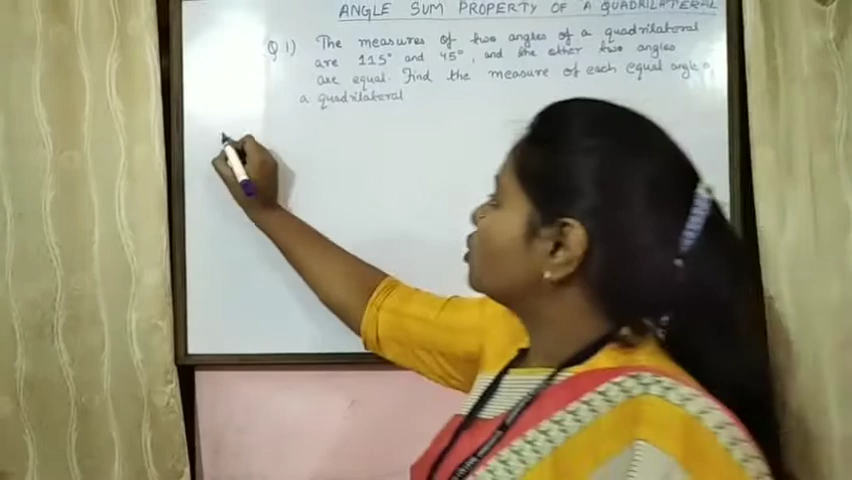 ANGLE SUM PROPERTY OF A QUADRILATERAL
Q.1) The measures of two angles of a quadrilateral
are 115° and 45°, and the other two angles
are equal. Find the measure of each equal angle
a quadrilateral